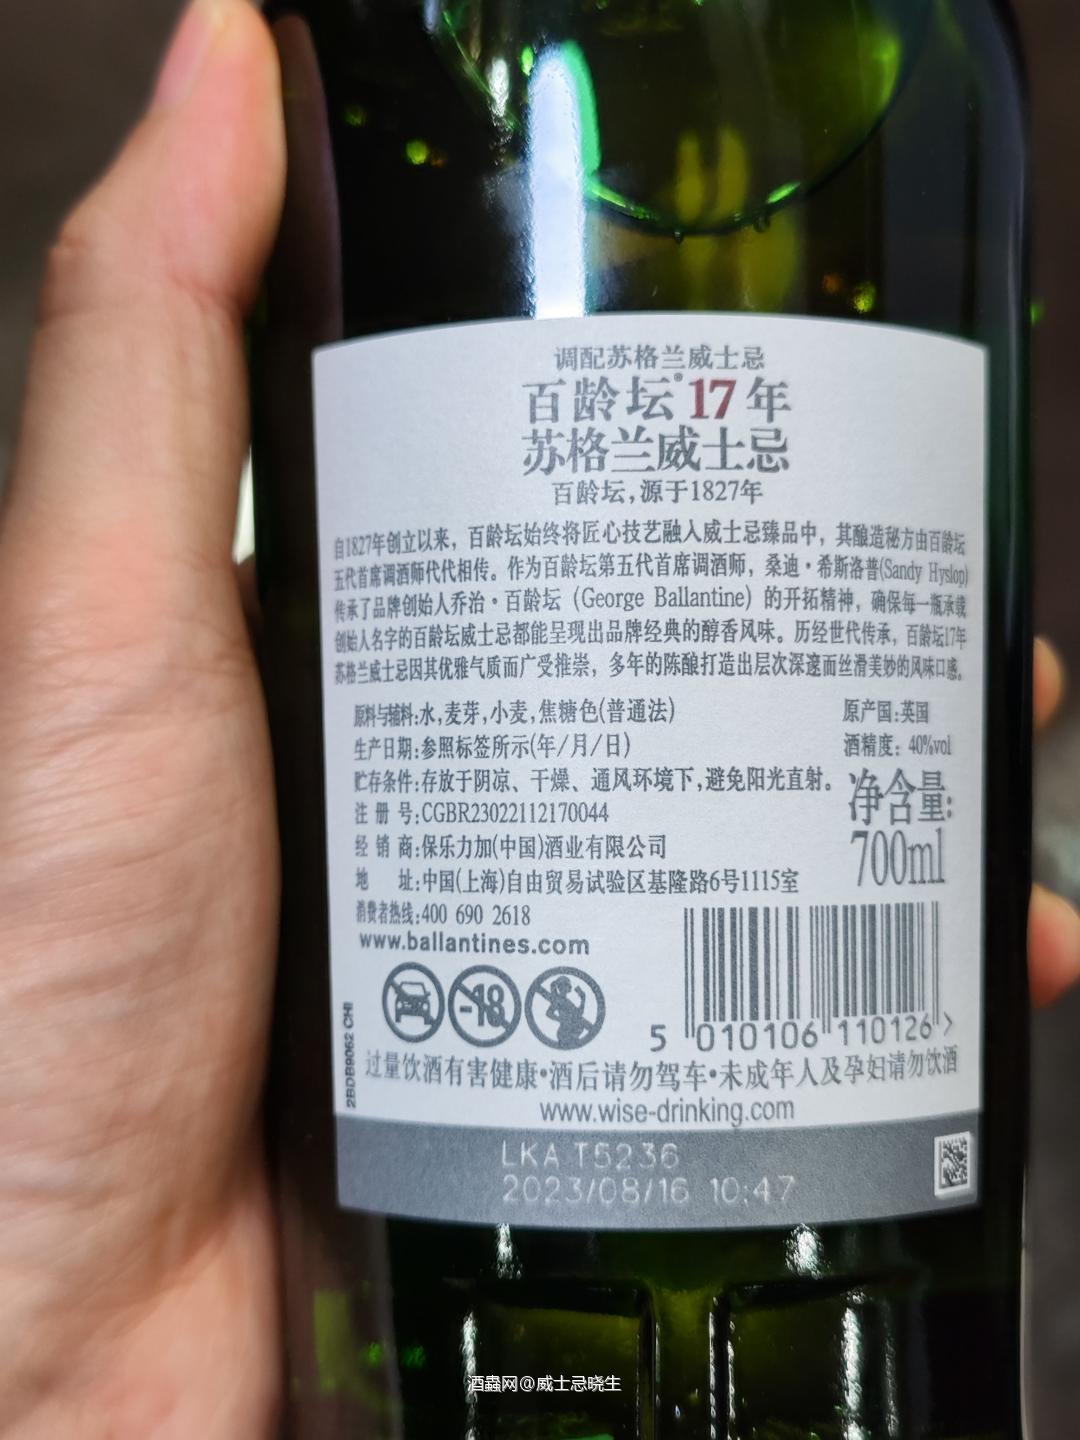 调配苏格兰威士忌
百龄坛®17年
苏格兰威士忌
百龄坛,源于1827年
自1827年创立以来，百龄坛始终将匠心技艺融入威士忌臻品中，其酿造秘方由百龄坛
五代首席调酒师代代相传。作为百龄坛第五代首席调酒师，桑迪·希斯洛普(Sandy Hyslop)
传承了品牌创始人乔治·百龄坛（George Ballantine）的开拓精神，确保每一瓶承载
创始人名字的百龄坛威士忌都能呈现出品牌经典的醇香风味。历经世代传承，百龄坛17年
苏格兰威士忌因其优雅气质而广受推崇，多年的陈酿打造出层次深邃而丝滑美妙的风味口感。
原料与辅料:水,麦芽,小麦,焦糖色(普通法)
原产国:英国
生产日期:参照标签所示(年/月/日)
酒精度：40%vol
贮存条件:存放于阴凉、干燥、通风环境下,避免阳光直射。
净含量:
700ml
注 册 号:CGBR23022112170044
经 销 商:保乐力加(中国)酒业有限公司
地 址:中国(上海)自由贸易试验区基隆路6号1115室
消费者热线:400 690 2618
www.ballantines.com
-18
5 010106 110126 >
2BDB9062 CHI
过量饮酒有害健康•酒后请勿驾车•未成年人及孕妇请勿饮酒
www.wise-drinking.com
LKA T5236
2023/08/16 10:47
酒蟲网@威士忌晓生